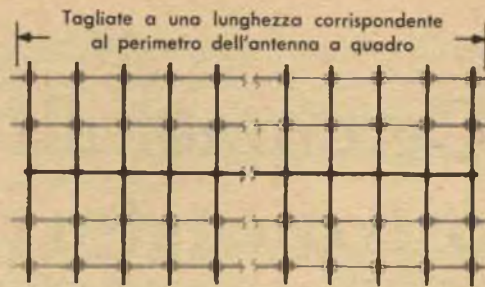 Tagliate a una lunghezza corrispondente
al perimetro dell'antenna a quadro